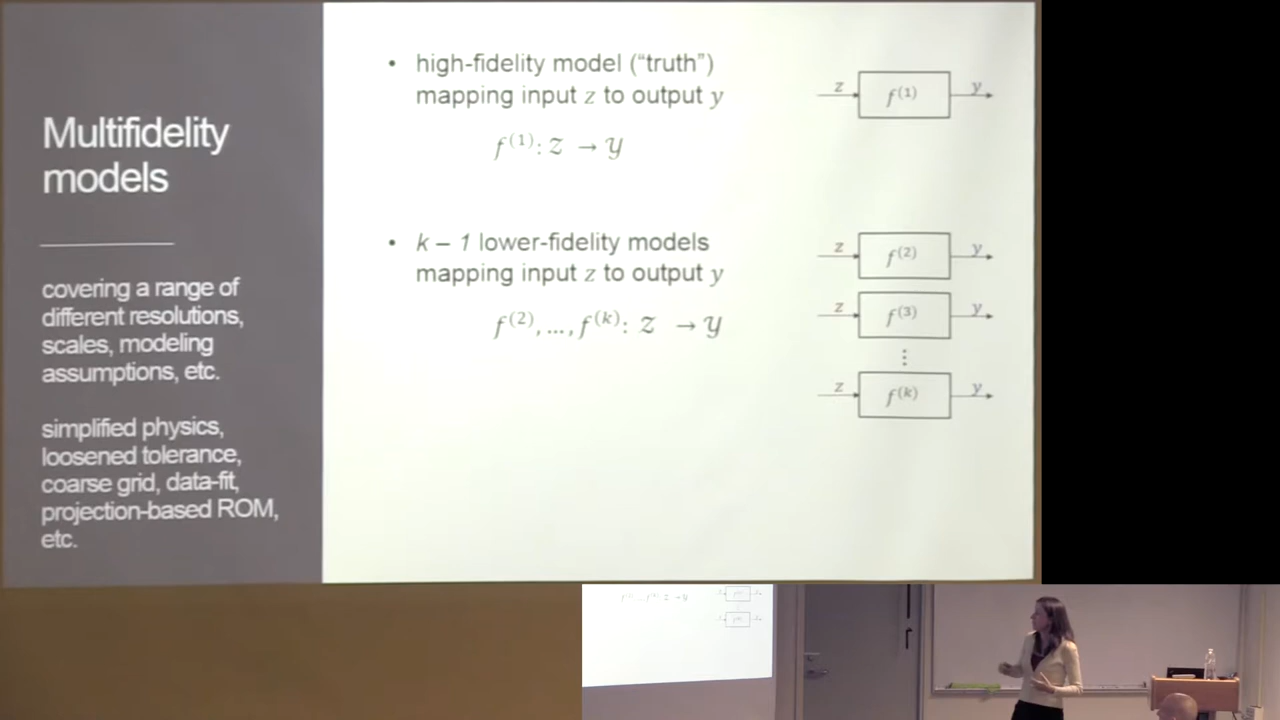 Multifidelity
models
covering a range of
different resolutions,
scales, modeling
assumptions, etc.
simplified physics,
loosened tolerance,
coarse grid, data-fit,
projection-based ROM,
etc.
• high-fidelity model (“truth”)
mapping input z to output y
f⁽¹⁾: 𝒵 → 𝒴
• k – 1 lower-fidelity models
mapping input z to output y
f⁽²⁾, ..., f⁽ᵏ⁾: 𝒵 → 𝒴
z f⁽¹⁾ y
z f⁽²⁾ y
z f⁽³⁾ y
⋮
z f⁽ᵏ⁾ y